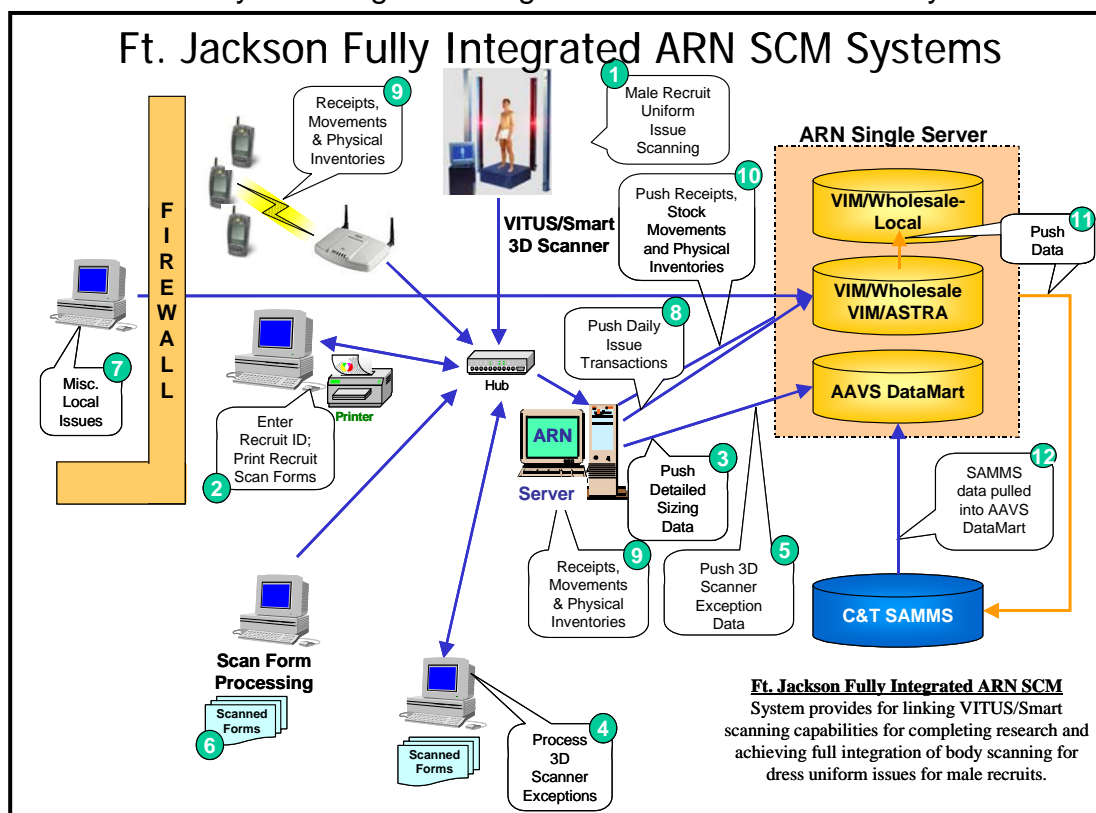 Ft. Jackson Fully Integrated ARN SCM Systems
FIREWALL
9
Receipts,
Movements
& Physical
Inventories
1
Male Recruit
Uniform
Issue
Scanning
VITUS/Smart
3D Scanner
10
Push Receipts,
Stock
Movements
and Physical
Inventories
ARN Single Server
VIM/Wholesale-
Local
VIM/Wholesale
VIM/ASTRA
AAVS DataMart
11
Push
Data
7
Misc.
Local
Issues
Printer
2
Enter
Recruit ID;
Print Recruit
Scan Forms
Hub
8
Push Daily
Issue
Transactions
ARN
Server
3
Push
Detailed
Sizing
Data
9
Receipts,
Movements
& Physical
Inventories
5
Push 3D
Scanner
Exception
Data
12
SAMMS
data pulled
into AAVS
DataMart
C&T SAMMS
Scan Form
Processing
Scanned
Forms
6
Scanned
Forms
4
Process
3D
Scanner
Exceptions
Ft. Jackson Fully Integrated ARN SCM
System provides for linking VITUS/Smart
scanning capabilities for completing research and
achieving full integration of body scanning for
dress uniform issues for male recruits.